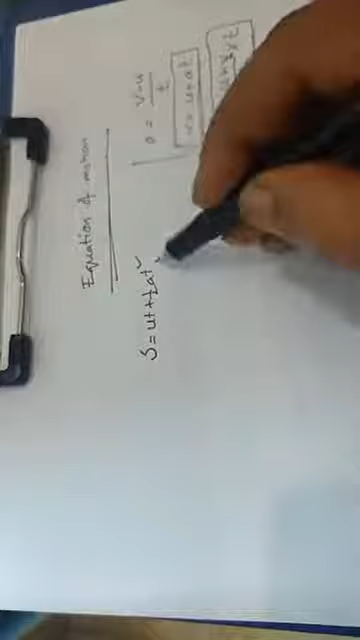 Equation of motion
a = v-u/t
v = u+at
S = ut + ½at²